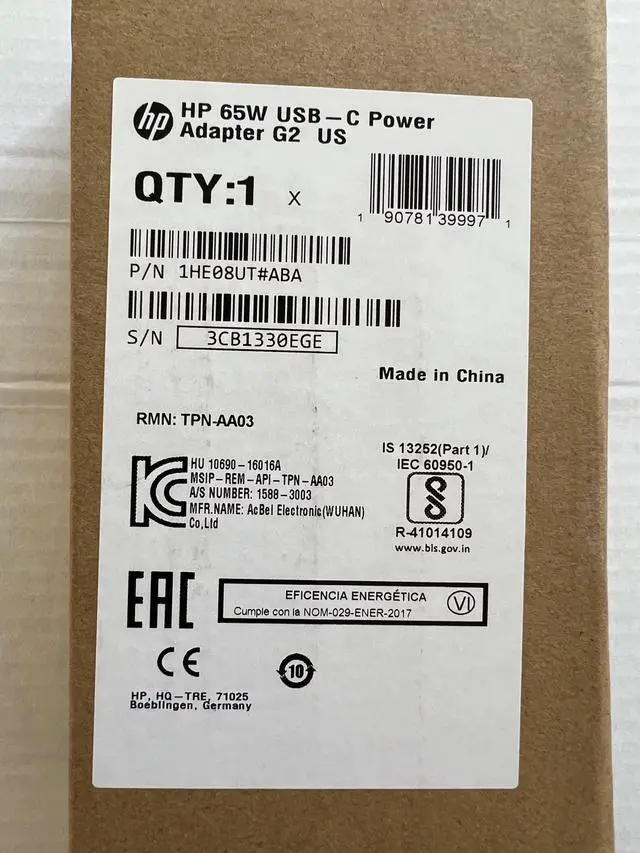 hp
HP 65W USB-C Power
Adapter G2 US
QTY:1 X
1 90781 39997 1
P/N 1HE08UT#ABA
S/N 3CB1330EGE
Made in China
RMN: TPN-AA03
HU 10690-16016A
MSIP-REM-API-TPN-AA03
A/S NUMBER: 1588-3003
MFR.NAME: AcBel Electronic(WUHAN)
Co,Ltd
IS 13252(Part 1)/
IEC 60950-1
R-41014109
www.bls.gov.in
EAC
EFICENCIA ENERGÉTICA
Cumple con la NOM-029-ENER-2017
VI
CE
10
HP, HQ-TRE, 71025
Boeblingen, Germany